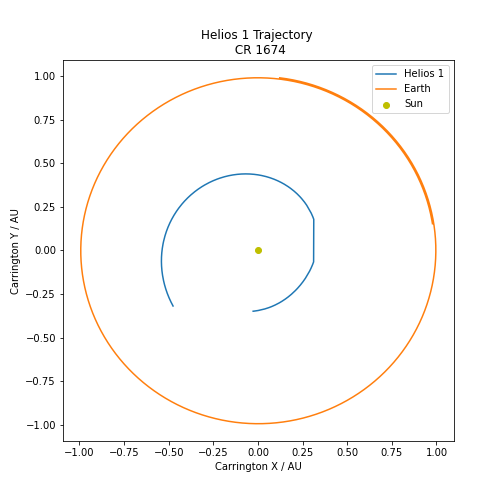 Helios 1 Trajectory
CR 1674
Helios 1
Earth
Sun
1.00
0.75
0.50
0.25
0.00
−0.25
−0.50
−0.75
−1.00
Carrington Y / AU
−1.00 −0.75 −0.50 −0.25 0.00 0.25 0.50 0.75 1.00
Carrington X / AU